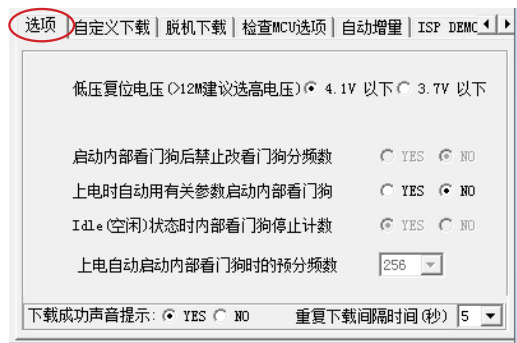 选项 自定义下载 脱机下载 检查MCU选项 自动增量 ISP DEMO
低压复位电压(>12M建议选高电压) 4.1V 以下 3.7V 以下
启动内部看门狗后禁止改看门狗分频数 YES NO
上电时自动用有关参数启动内部看门狗 YES NO
Idle(空闲)状态时内部看门狗停止计数 YES NO
上电自动启动内部看门狗时的预分频数 256
下载成功声音提示: YES NO 重复下载间隔时间(秒) 5